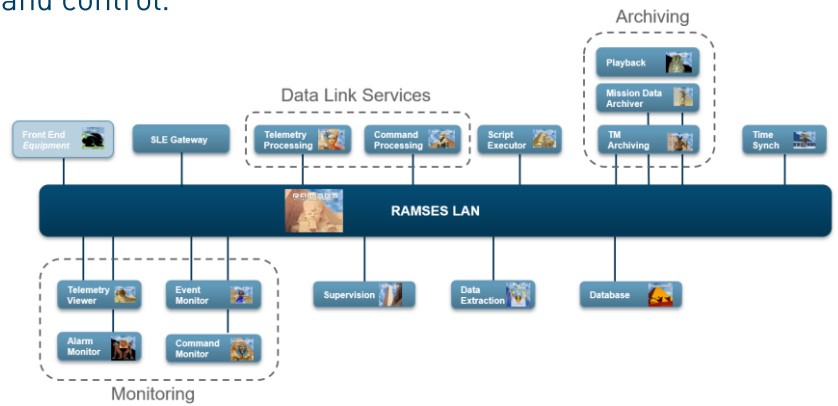 and control.
Archiving
Playback
Mission Data
Archiver
TM
Archiving
Data Link Services
Front End
Equipment
SLE Gateway
Telemetry
Processing
Command
Processing
Script
Executor
Time
Synch
RAMSES
RAMSES LAN
Telemetry
Viewer
Event
Monitor
Alarm
Monitor
Command
Monitor
Monitoring
Supervision
Data
Extraction
Database